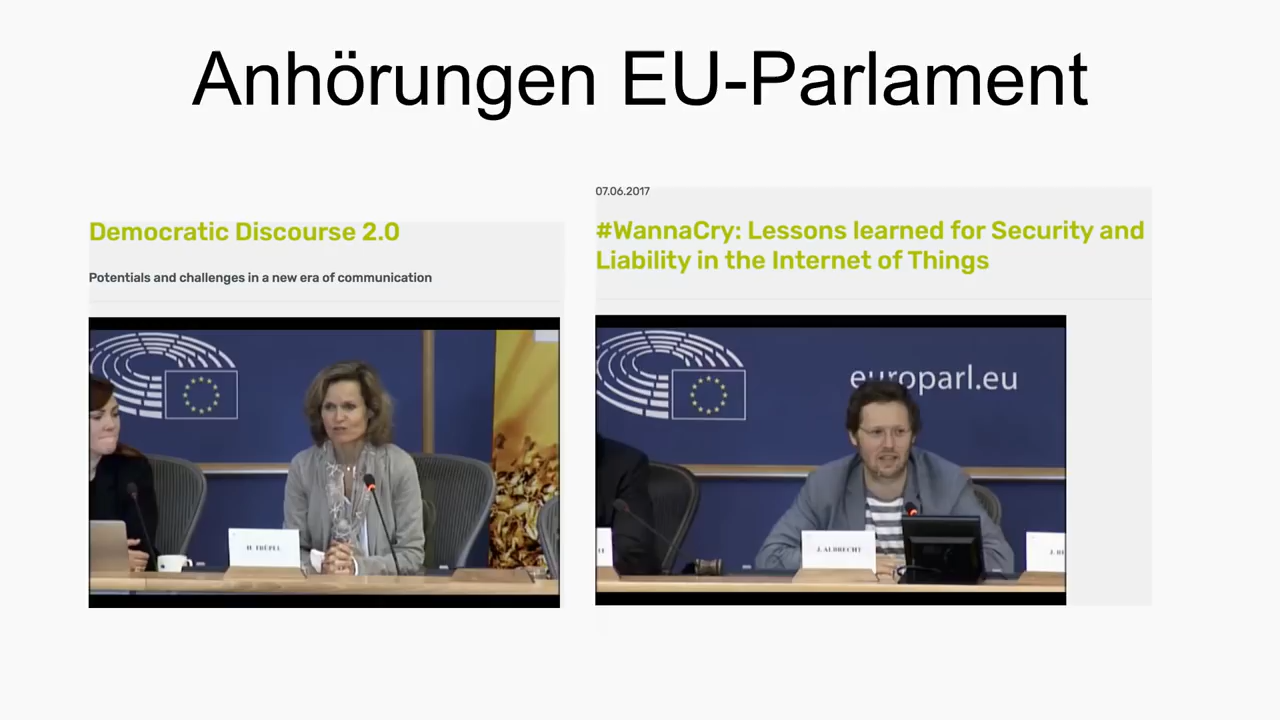 Anhörungen EU-Parlament
Democratic Discourse 2.0
Potentials and challenges in a new era of communication
H. TRÜPEL
07.06.2017
#WannaCry: Lessons learned for Security and
Liability in the Internet of Things
europarl.eu
J. ALBRECHT